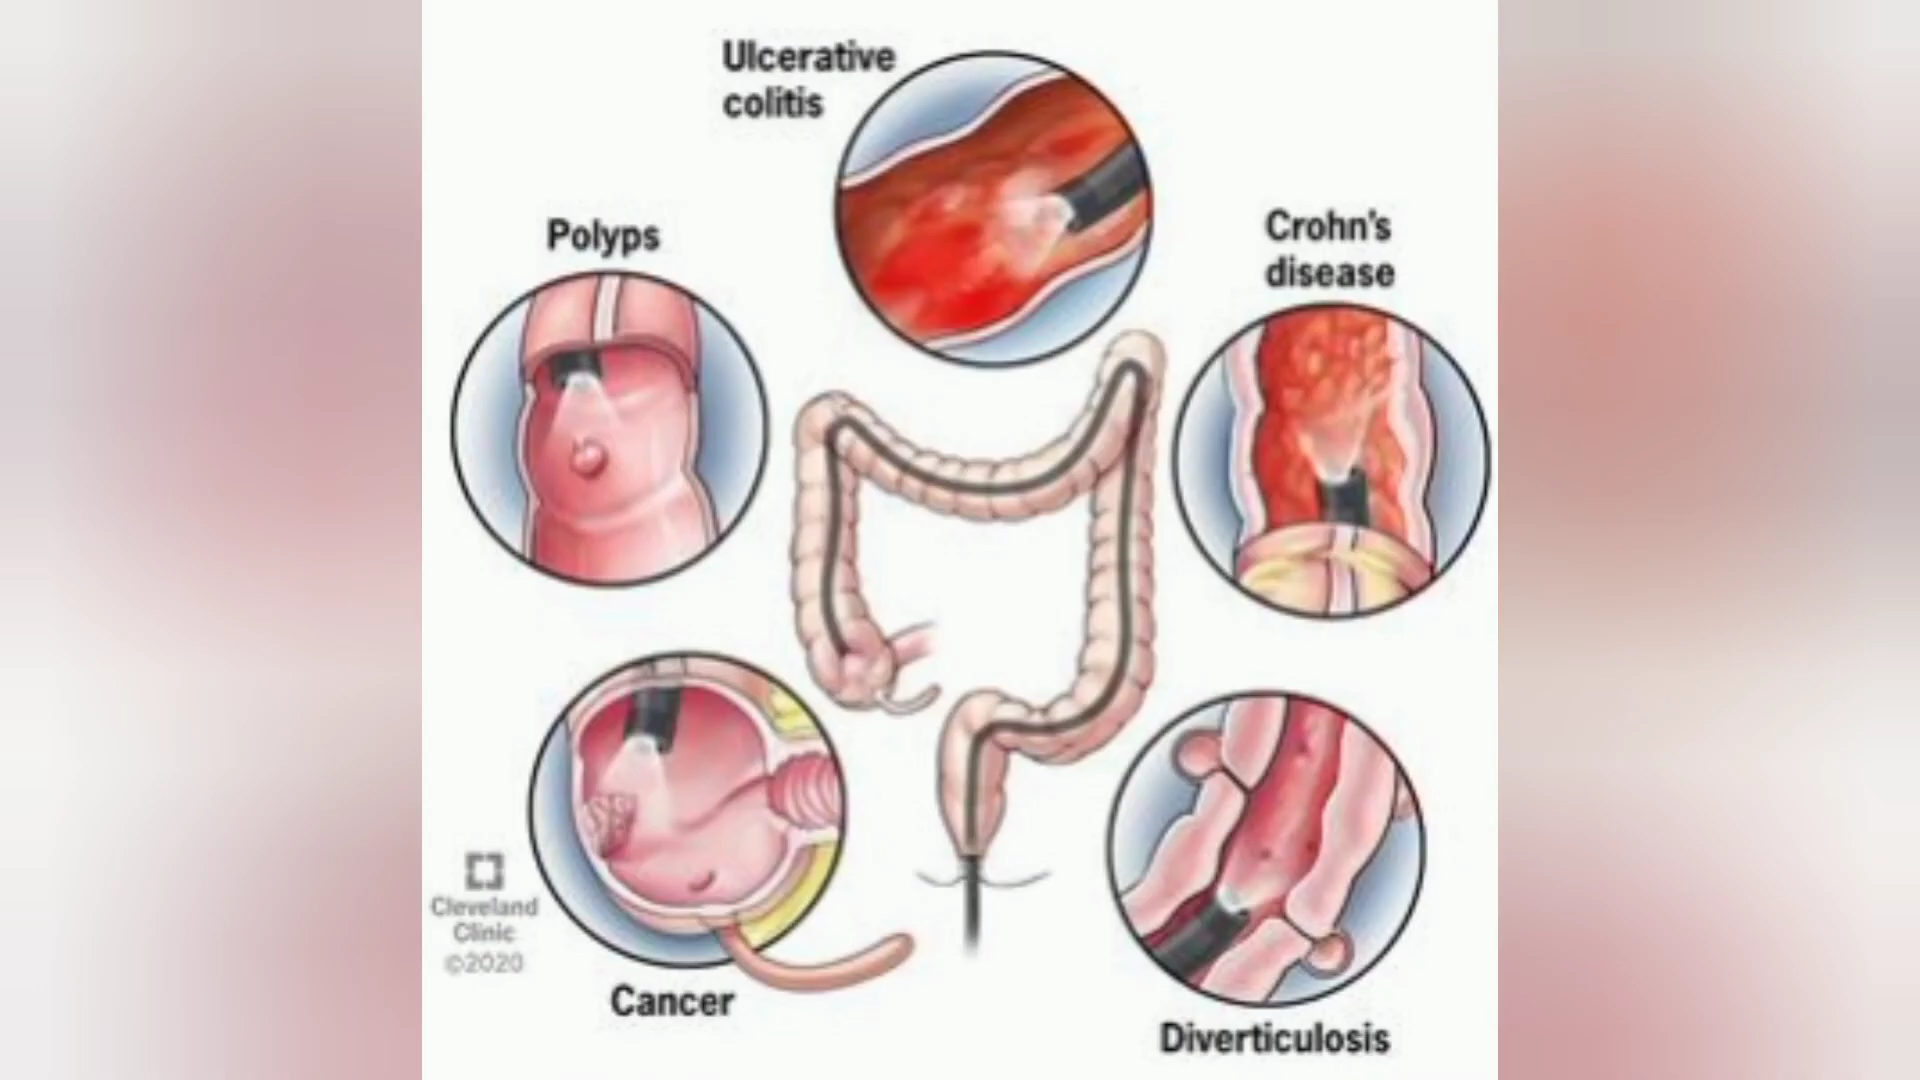 Ulcerative
colitis
Polyps
Crohn's
disease
Cleveland
Clinic
©2020
Cancer
Diverticulosis